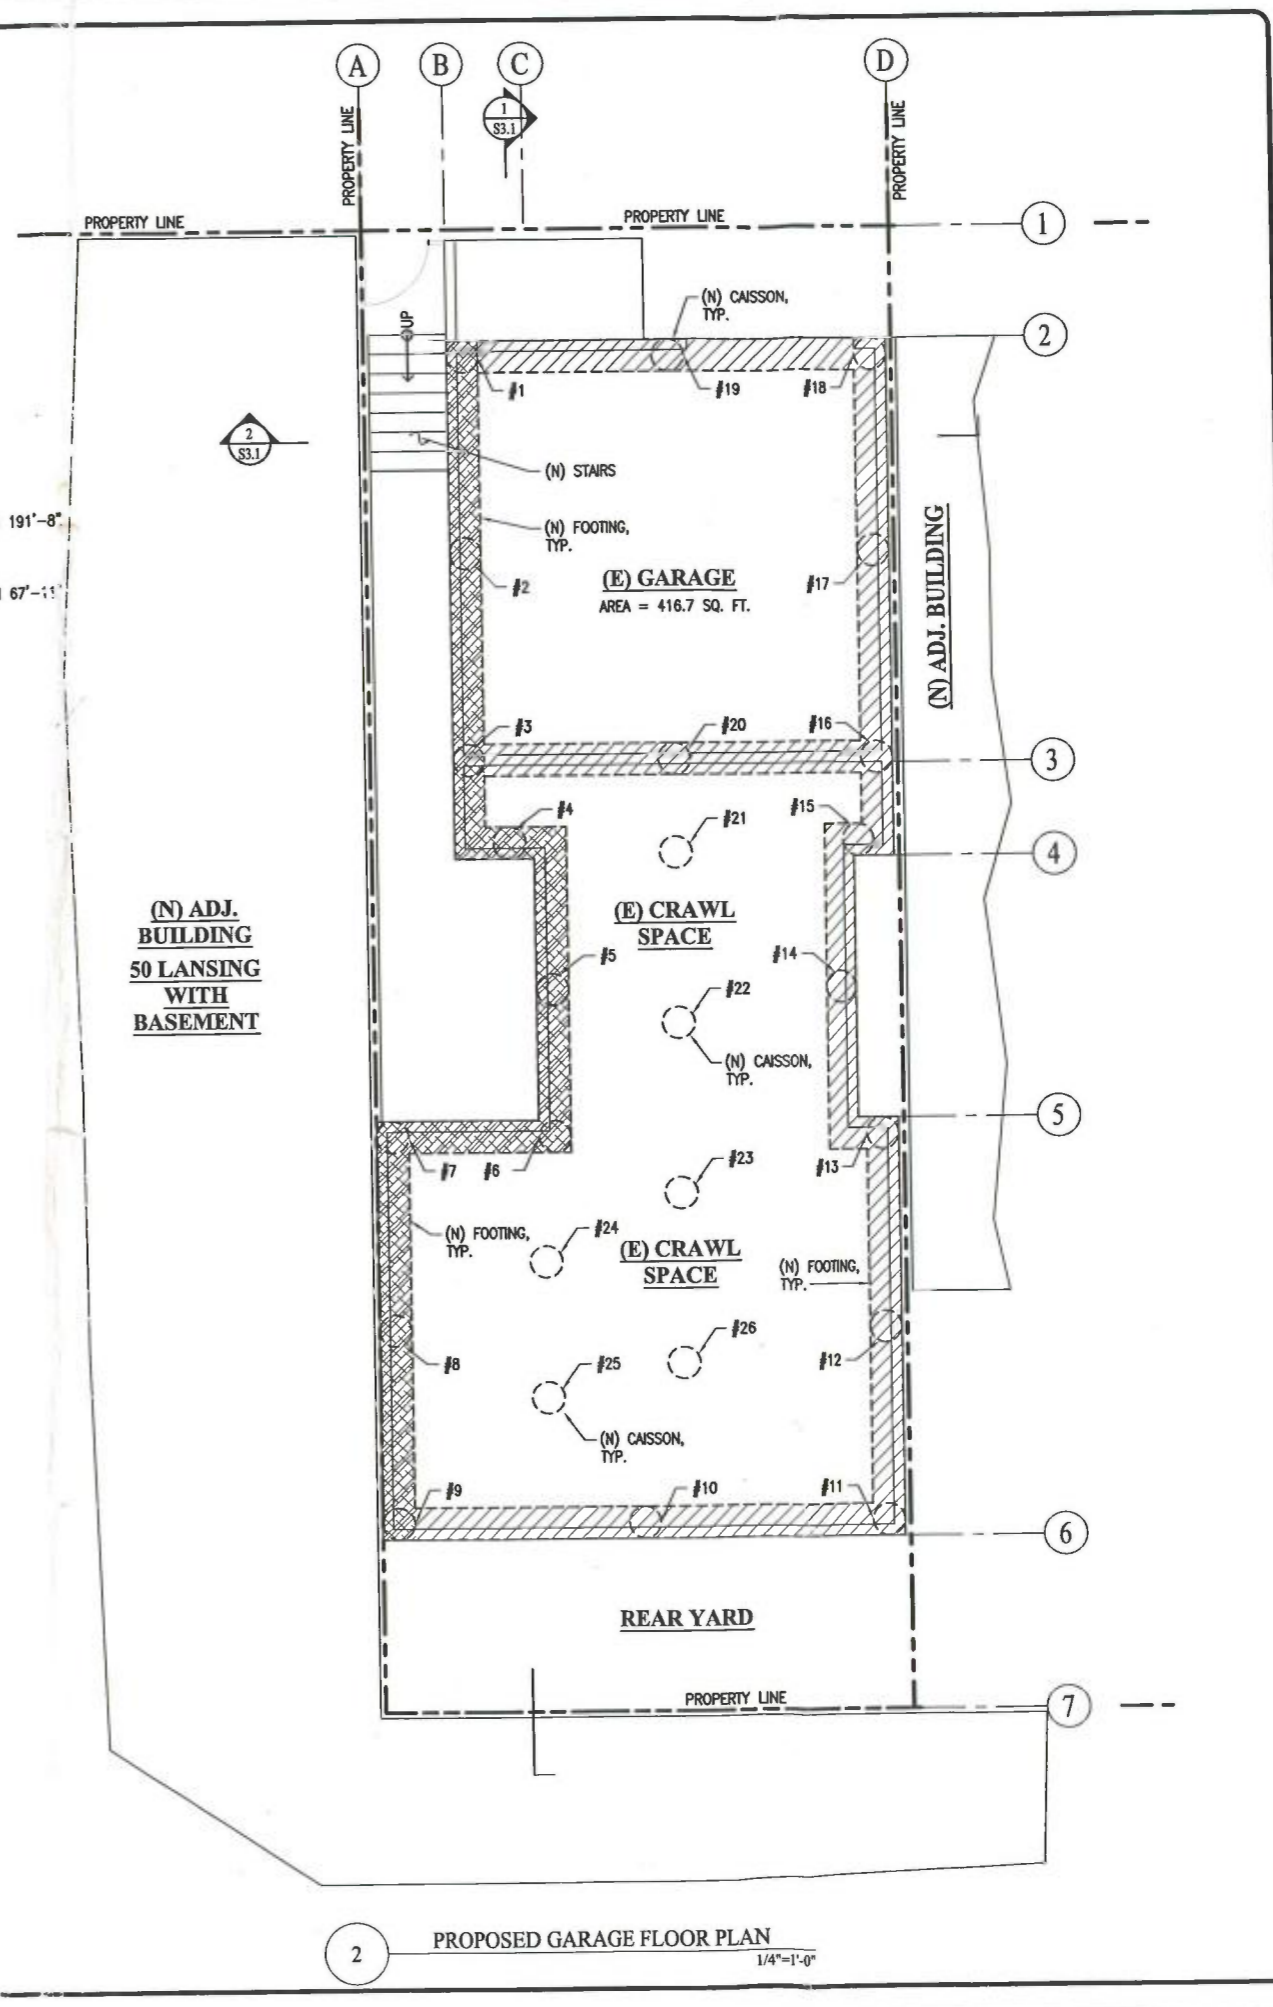 A
B
C
D
1
S3.1
PROPERTY LINE
PROPERTY LINE
PROPERTY LINE
PROPERTY LINE
1
(N) CAISSON,
TYP.
2
UP
#1
#19
#18
2
S3.1
(N) STAIRS
191'-8"
(N) FOOTING,
TYP.
(E) GARAGE
AREA = 416.7 SQ. FT.
#2
#17
67'-11"
(N) ADJ. BUILDING
#3
#20
#16
3
#4
#21
#15
4
(N) ADJ.
BUILDING
50 LANSING
WITH
BASEMENT
(E) CRAWL
SPACE
#5
#14
#22
(N) CAISSON,
TYP.
5
#7
#6
#23
#13
(N) FOOTING,
TYP.
#24
(E) CRAWL
SPACE
(N) FOOTING,
TYP.
#8
#26
#25
#12
(N) CAISSON,
TYP.
#9
#10
#11
6
REAR YARD
PROPERTY LINE
7
2
PROPOSED GARAGE FLOOR PLAN
1/4"=1'-0"